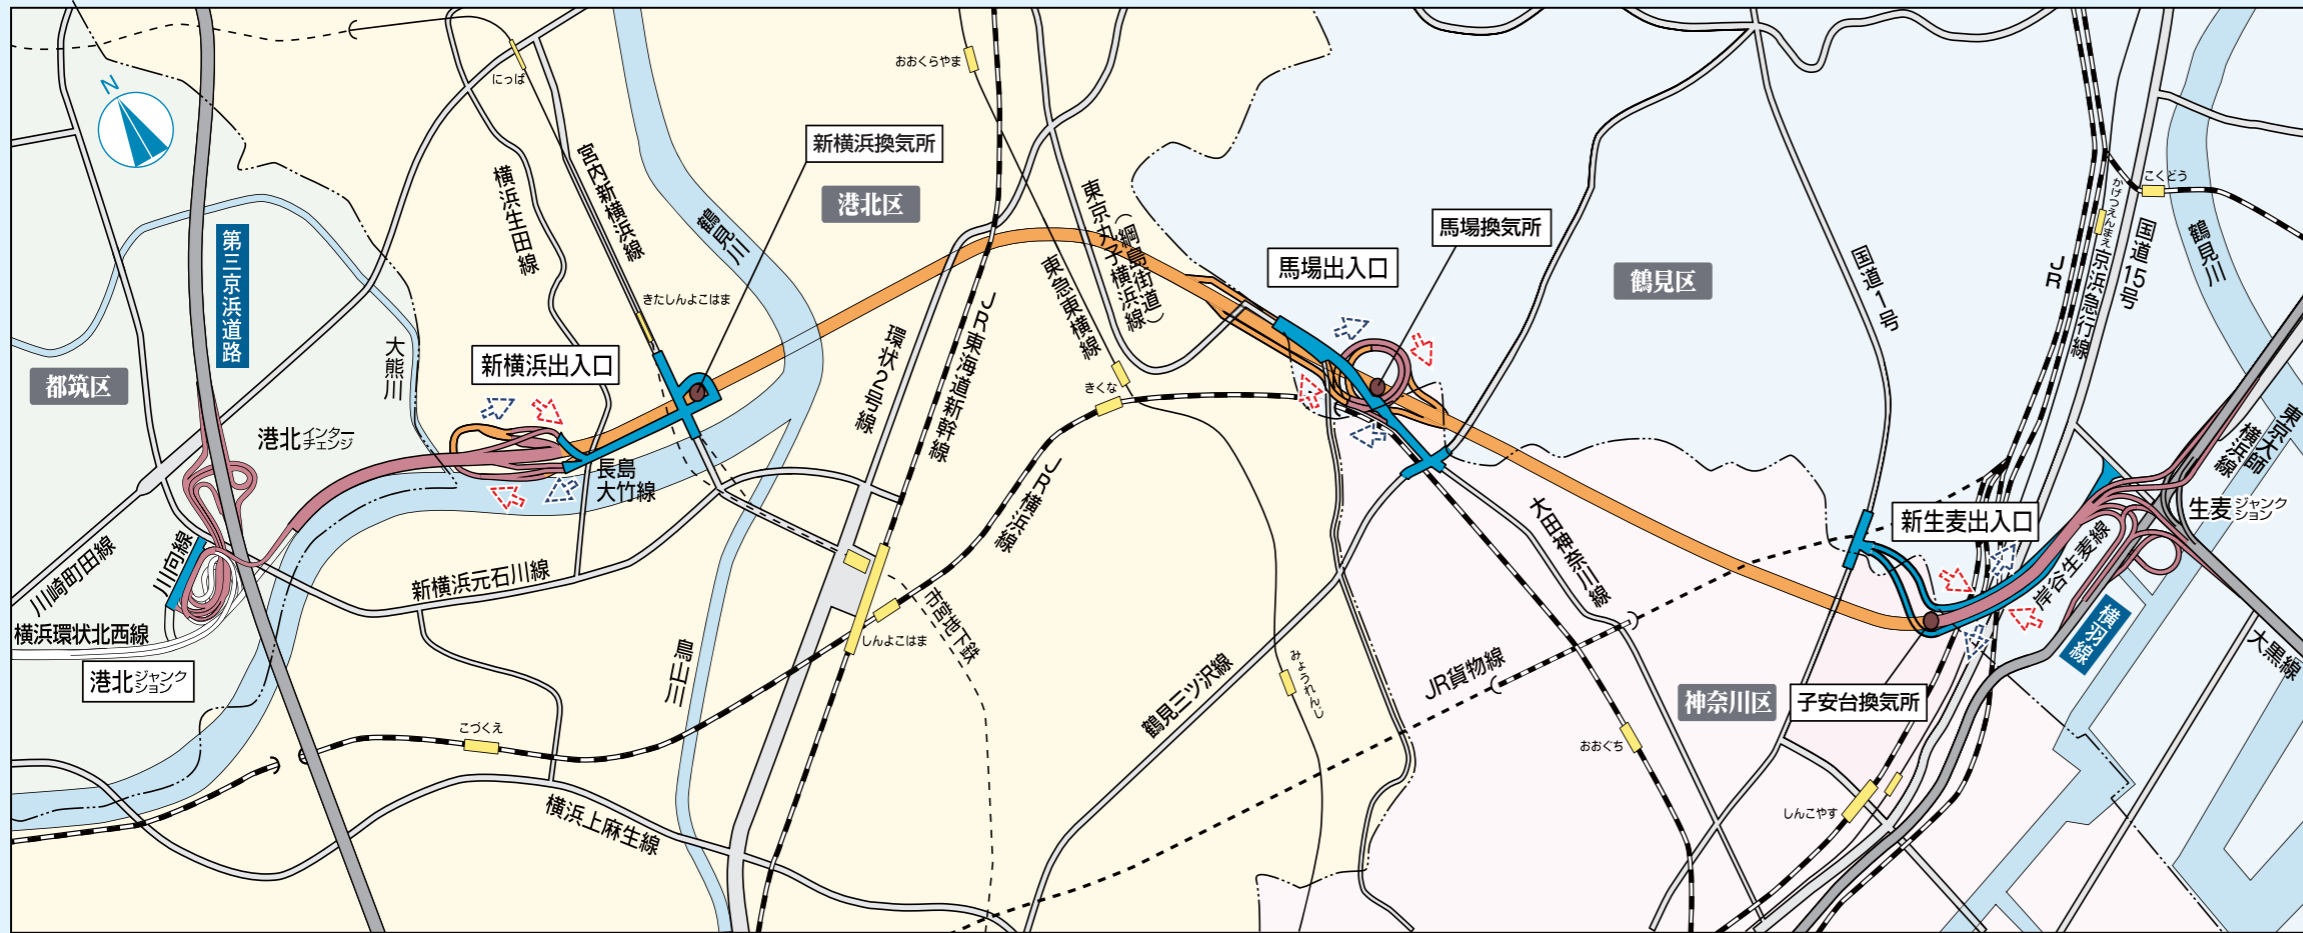 N
にっぱ
おおくらやま
新横浜換気所
港北区
宮内新横浜線
横浜生田線
鶴見川
第三京浜道路
都筑区
大熊川
きたしんよこはま
新横浜出入口
港北インターチェンジ
長島
大竹線
川崎町田線
川向線
横浜環状北西線
港北ジャンクション
新横浜元石川線
環状2号線
JR東海道新幹線
東急東横線
東京丸子横浜線
(綱島街道)
きくな
JR横浜線
市営地下鉄
しんよこはま
鳥山川
こづくえ
横浜上麻生線
馬場出入口
馬場換気所
鶴見区
国道1号
JR
かげつえんまえ
京浜急行線
国道15号
こくどう
鶴見川
東京大師
横浜線
生麦ジャンクション
新生麦出入口
岸谷生麦線
横羽線
大黒線
大田神奈川線
JR貨物線
鶴見三ツ沢線
みょうれんじ
おおぐち
神奈川区
子安台換気所
しんこやす